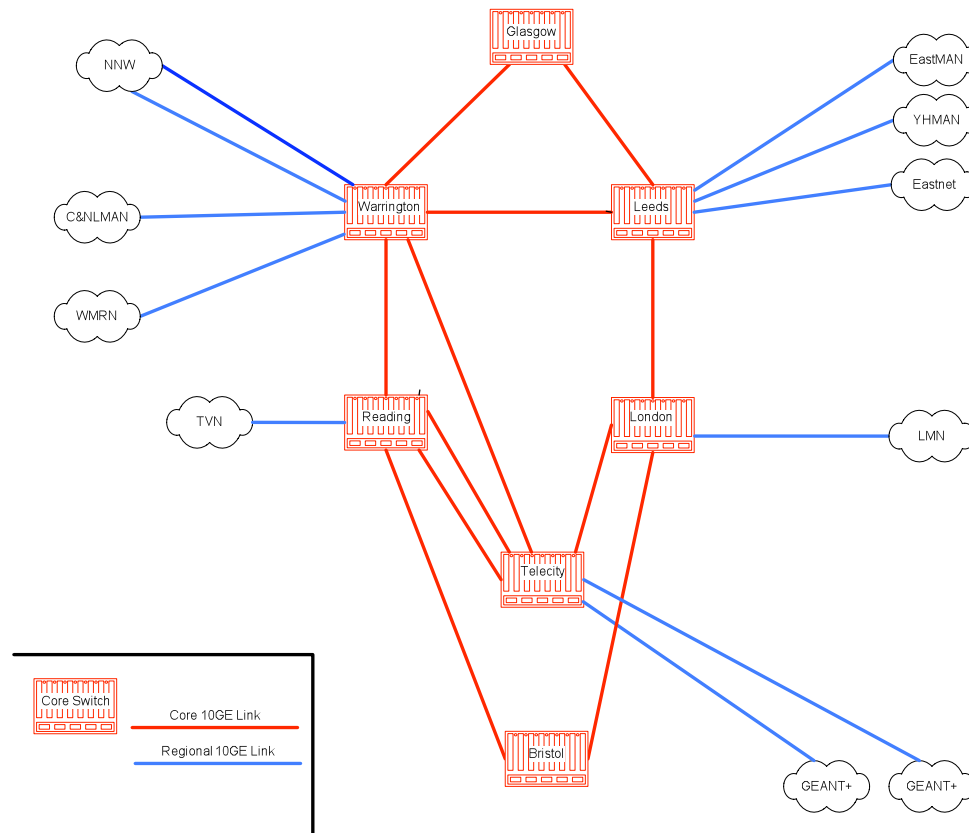 Glasgow
NNW
EastMAN
YHMAN
Eastnet
C&NLMAN
Warrington
Leeds
WMRN
TVN
Reading
London
LMN
Telecity
Core Switch
Core 10GE Link
Regional 10GE Link
Bristol
GEANT+
GEANT+